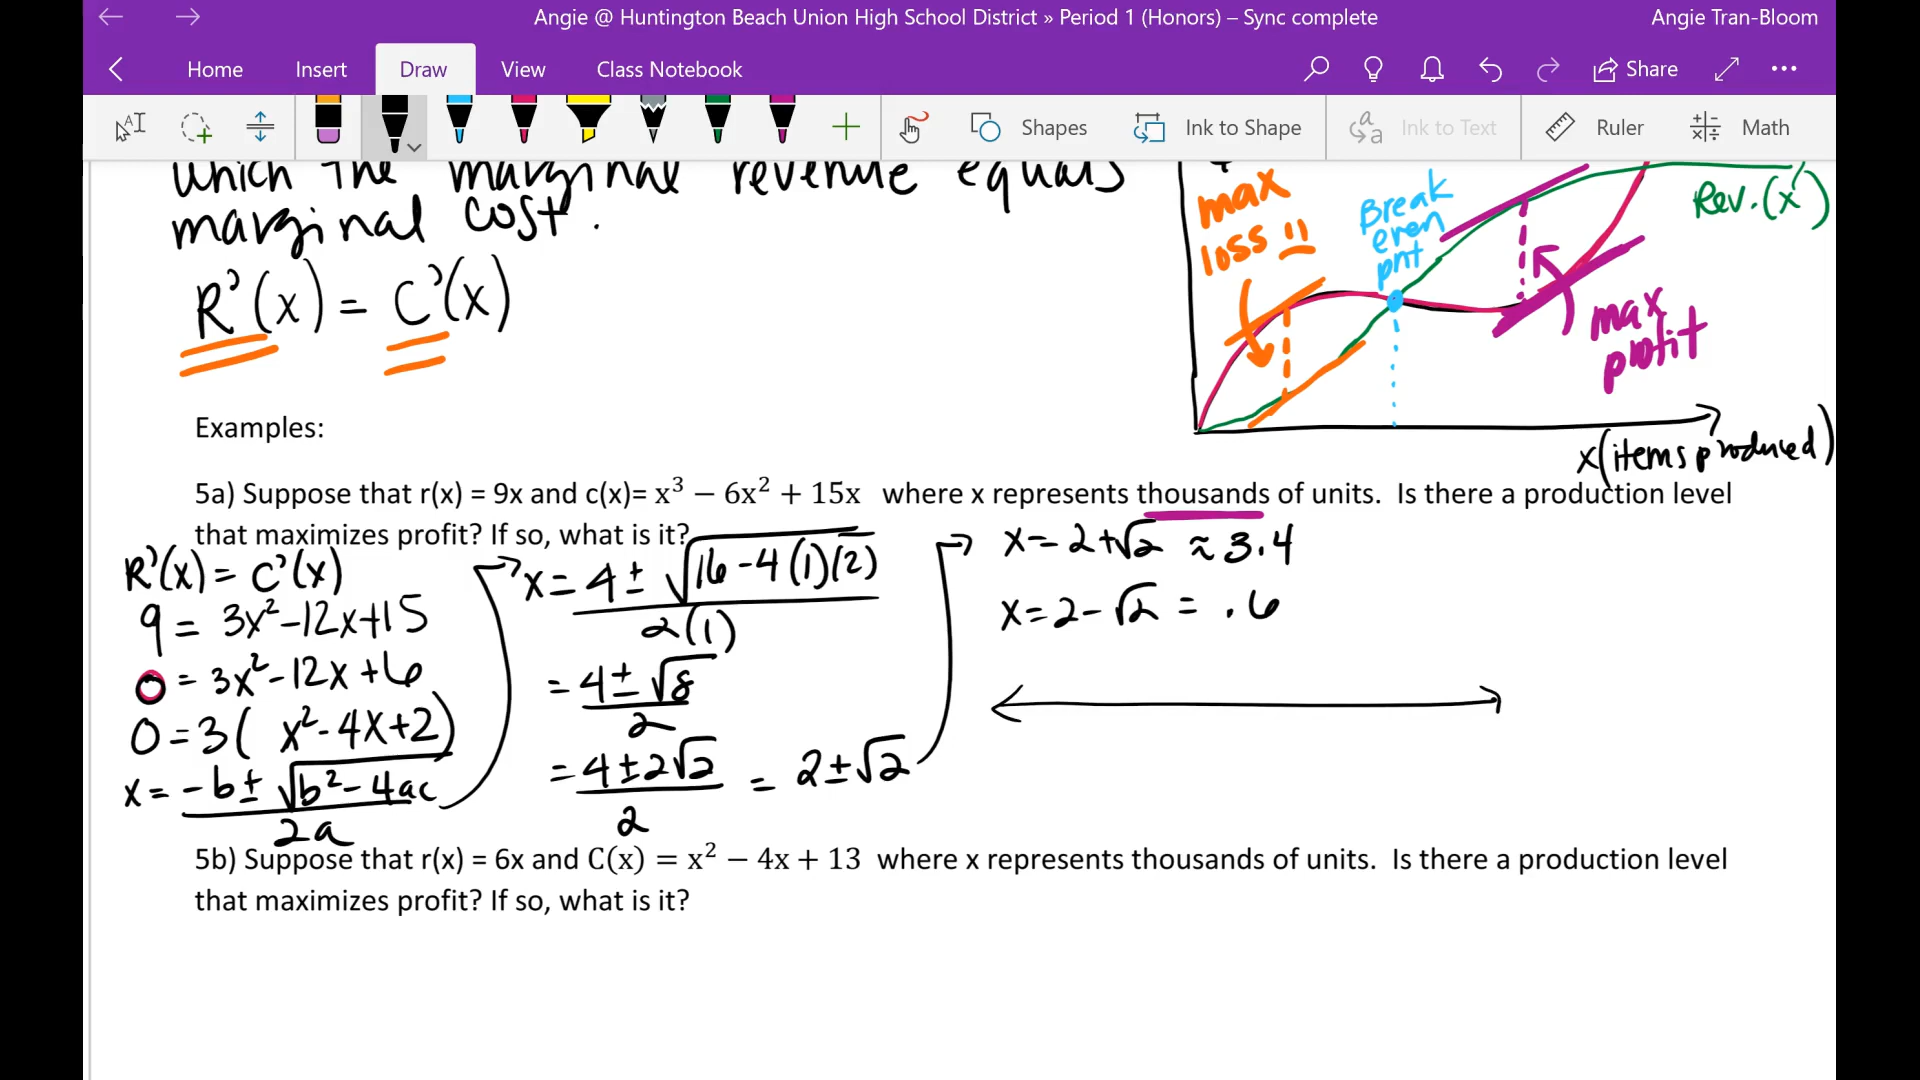 Angie @ Huntington Beach Union High School District » Period 1 (Honors) – Sync complete
Angie Tran-Bloom
Home Insert Draw View Class Notebook Share
Shapes Ink to Shape Ink to Text Ruler Math
which the marginal revenue equals
marginal cost.
R'(x) = C'(x)
max
loss !!
Break
even
pnt
Rev.(x)
max
profit
x(items produced)
Examples:
5a) Suppose that r(x) = 9x and c(x)= x³ − 6x² + 15x where x represents thousands of units. Is there a production level
that maximizes profit? If so, what is it?
R'(x) = C'(x)
9 = 3x²-12x+15
0 = 3x²-12x+6
0 = 3( x²-4x+2)
x = -b ± √b²-4ac
2a
x = 4 ± √16-4(1)(2)
2(1)
= 4 ± √8
2
= 4 ± 2√2 = 2 ± √2
2
x = 2+√2 ≈ 3.4
x = 2-√2 = .6
5b) Suppose that r(x) = 6x and C(x) = x² − 4x + 13 where x represents thousands of units. Is there a production level
that maximizes profit? If so, what is it?